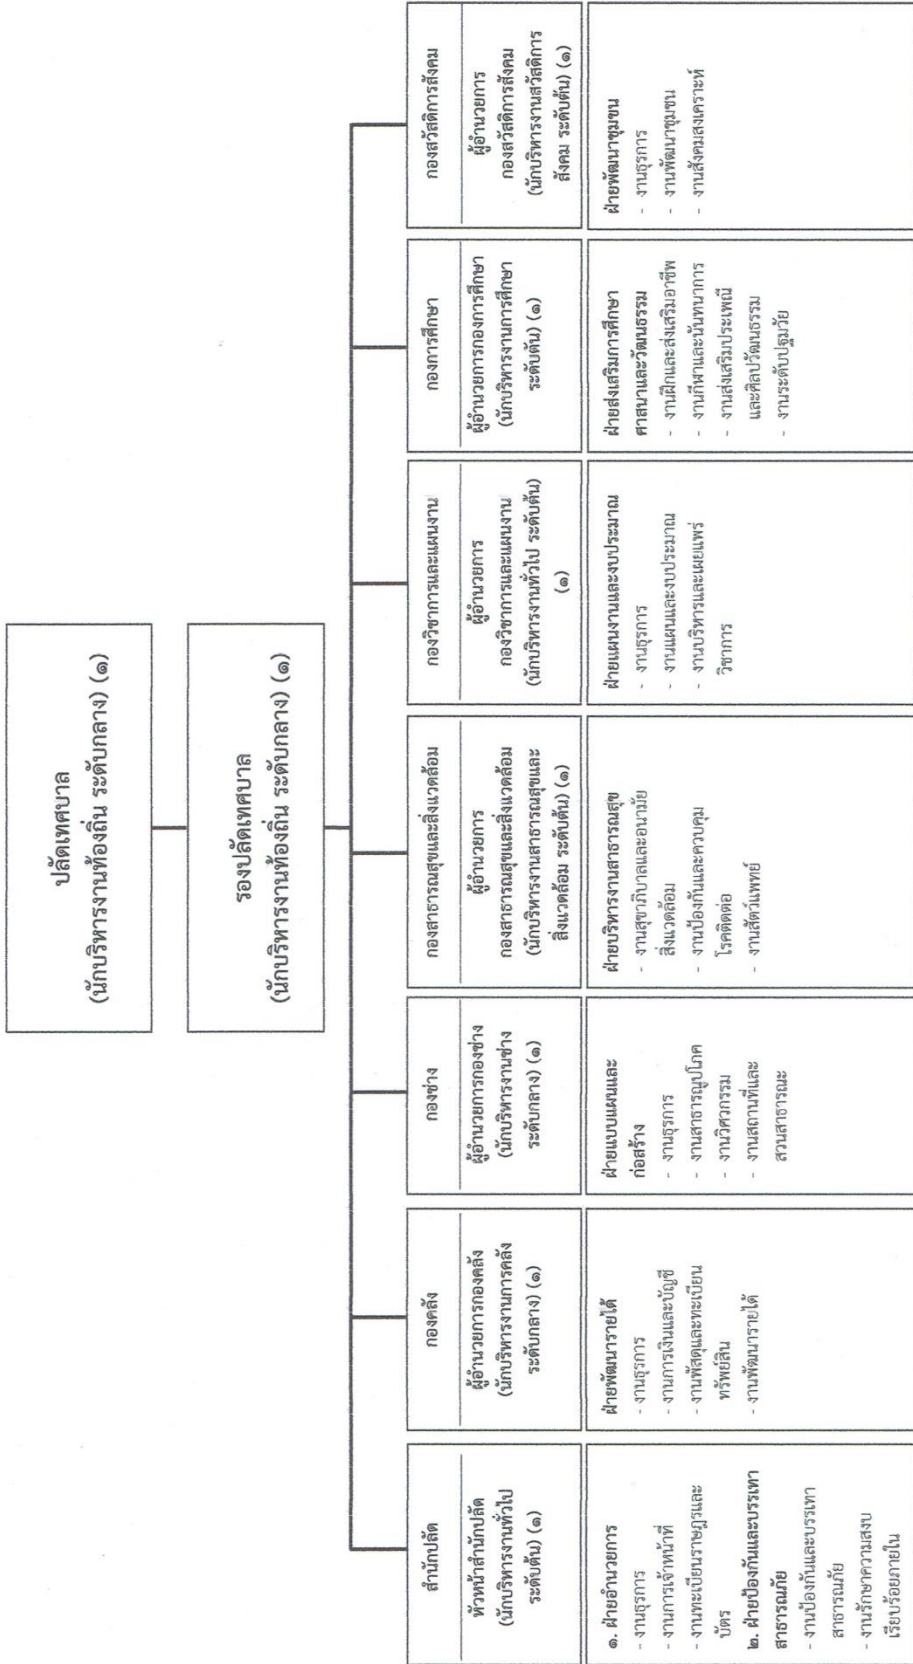 ปลัดเทศบาล
(นักบริหารงานท้องถิ่น ระดับกลาง) (๑)
รองปลัดเทศบาล
(นักบริหารงานท้องถิ่น ระดับกลาง) (๑)
สำนักปลัด
หัวหน้าสำนักปลัด
(นักบริหารงานทั่วไป
ระดับต้น) (๑)
๑. ฝ่ายอำนวยการ
- งานธุรการ
- งานการเจ้าหน้าที่
- งานทะเบียนราษฎรและ
บัตร
๒. ฝ่ายป้องกันและบรรเทา
สาธารณภัย
- งานป้องกันและบรรเทา
สาธารณภัย
- งานรักษาความสงบ
เรียบร้อยภายใน
กองคลัง
ผู้อำนวยการกองคลัง
(นักบริหารงานการคลัง
ระดับกลาง) (๑)
ฝ่ายพัฒนารายได้
- งานธุรการ
- งานการเงินและบัญชี
- งานพัสดุและทะเบียน
ทรัพย์สิน
- งานพัฒนารายได้
กองช่าง
ผู้อำนวยการกองช่าง
(นักบริหารงานช่าง
ระดับกลาง) (๑)
ฝ่ายแบบแผนและ
ก่อสร้าง
- งานธุรการ
- งานสาธารณูปโภค
- งานวิศวกรรม
- งานสถานที่และ
สวนสาธารณะ
กองสาธารณสุขและสิ่งแวดล้อม
ผู้อำนวยการ
กองสาธารณสุขและสิ่งแวดล้อม
(นักบริหารงานสาธารณสุขและ
สิ่งแวดล้อม ระดับต้น) (๑)
ฝ่ายบริหารงานสาธารณสุข
- งานสุขาภิบาลและอนามัย
สิ่งแวดล้อม
- งานป้องกันและควบคุม
โรคติดต่อ
- งานสัตว์แพทย์
กองวิชาการและแผนงาน
ผู้อำนวยการ
กองวิชาการและแผนงาน
(นักบริหารงานทั่วไป ระดับต้น)
(๑)
ฝ่ายแผนงานและงบประมาณ
- งานธุรการ
- งานแผนและงบประมาณ
- งานบริหารและเผยแพร่
วิชาการ
กองการศึกษา
ผู้อำนวยการกองการศึกษา
(นักบริหารงานการศึกษา
ระดับต้น) (๑)
ฝ่ายส่งเสริมการศึกษา
ศาสนาและวัฒนธรรม
- งานฝึกและส่งเสริมอาชีพ
- งานกีฬาและนันทนาการ
- งานส่งเสริมประเพณี
และศิลปวัฒนธรรม
- งานระดับปฐมวัย
กองสวัสดิการสังคม
ผู้อำนวยการ
กองสวัสดิการสังคม
(นักบริหารงานสวัสดิการ
สังคม ระดับต้น) (๑)
ฝ่ายพัฒนาชุมชน
- งานธุรการ
- งานพัฒนาชุมชน
- งานสังคมสงเคราะห์